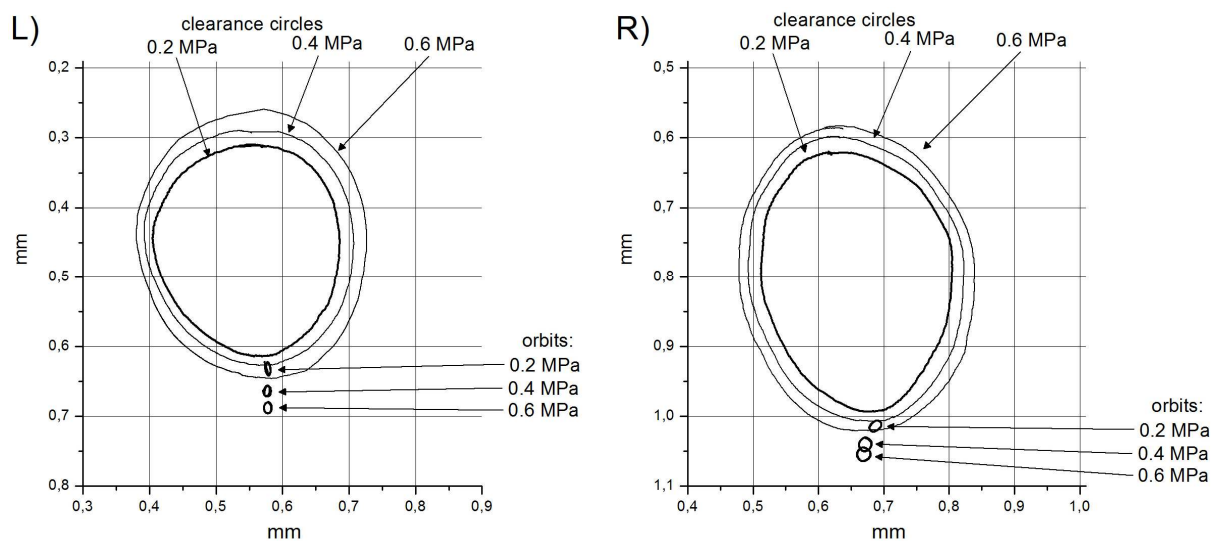 L)
clearance circles
0.2 MPa
0.4 MPa
0.6 MPa
0,2
0,3
0,4
0,5
0,6
0,7
0,8
mm
0,3 0,4 0,5 0,6 0,7 0,8 0,9
mm
orbits:
0.2 MPa
0.4 MPa
0.6 MPa
R)
clearance circles
0.2 MPa
0.4 MPa
0.6 MPa
0,5
0,6
0,7
0,8
0,9
1,0
1,1
mm
0,4 0,5 0,6 0,7 0,8 0,9 1,0
mm
orbits:
0.2 MPa
0.4 MPa
0.6 MPa